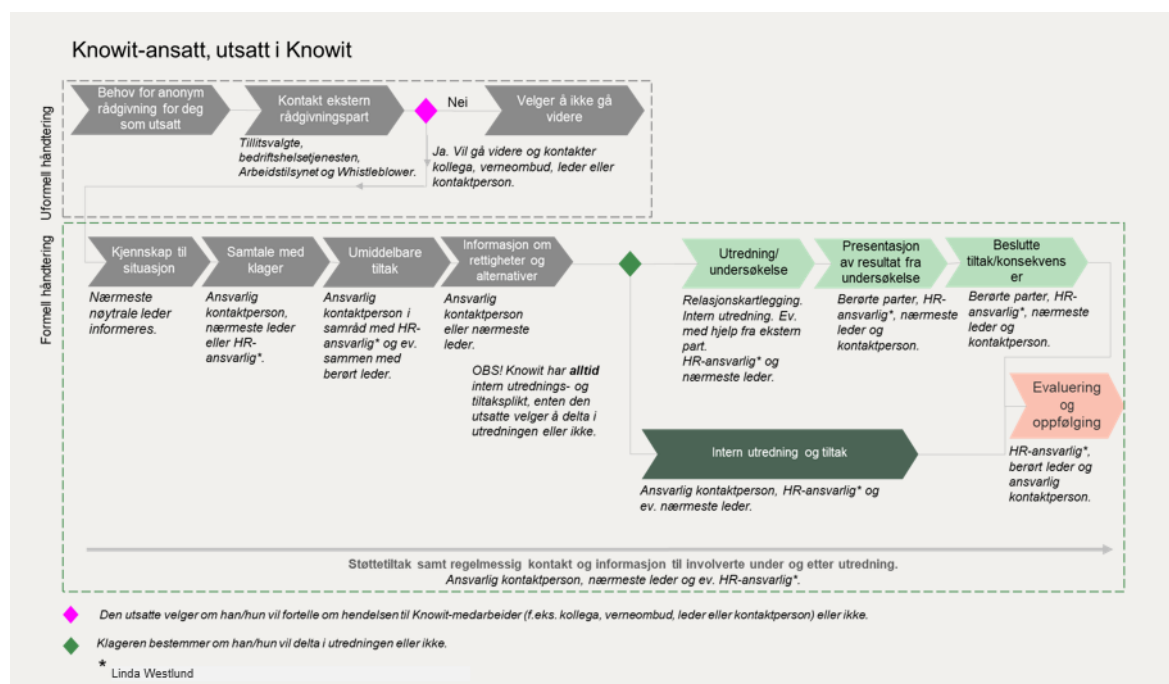 Knowit-ansatt, utsatt i Knowit
Uformell håndtering
Behov for anonym
rådgivning for deg
som utsatt
Kontakt ekstern
rådgivningspart
Nei
Velger å ikke gå
videre
Tillitsvalgte,
bedriftshelsetjenesten,
Arbeidstilsynet og Whistleblower.
Ja. Vil gå videre og kontakter
kollega, verneombud, leder eller
kontaktperson.
Formell håndtering
Kjennskap til
situasjon
Nærmeste
nøytrale leder
informeres.
Samtale med
klager
Ansvarlig
kontaktperson,
nærmeste leder
eller HR-
ansvarlig*.
Umiddelbare
tiltak
Ansvarlig
kontaktperson i
samråd med HR-
ansvarlig* og ev.
sammen med
berørt leder.
Informasjon om
rettigheter og
alternativer
Ansvarlig
kontaktperson
eller nærmeste
leder.
OBS! Knowit har alltid
intern utrednings- og
tiltaksplikt, enten den
utsatte velger å delta i
utredningen eller ikke.
Utredning/
undersøkelse
Relasjonskartlegging.
Intern utredning. Ev.
med hjelp fra ekstern
part.
HR-ansvarlig* og
nærmeste leder.
Presentasjon
av resultat fra
undersøkelse
Berørte parter, HR-
ansvarlig*, nærmeste
leder og
kontaktperson.
Beslutte
tiltak/konsekvens
er
Berørte parter, HR-
ansvarlig*, nærmeste
leder og
kontaktperson.
Intern utredning og tiltak
Ansvarlig kontaktperson, HR-ansvarlig* og
ev. nærmeste leder.
Evaluering
og
oppfølging
HR-ansvarlig*,
berørt leder og
ansvarlig
kontaktperson.
Støttetiltak samt regelmessig kontakt og informasjon til involverte under og etter utredning.
Ansvarlig kontaktperson, nærmeste leder og ev. HR-ansvarlig*.
Den utsatte velger om han/hun vil fortelle om hendelsen til Knowit-medarbeider (f.eks. kollega, verneombud, leder eller kontaktperson) eller ikke.
Klageren bestemmer om han/hun vil delta i utredningen eller ikke.
* Linda Westlund